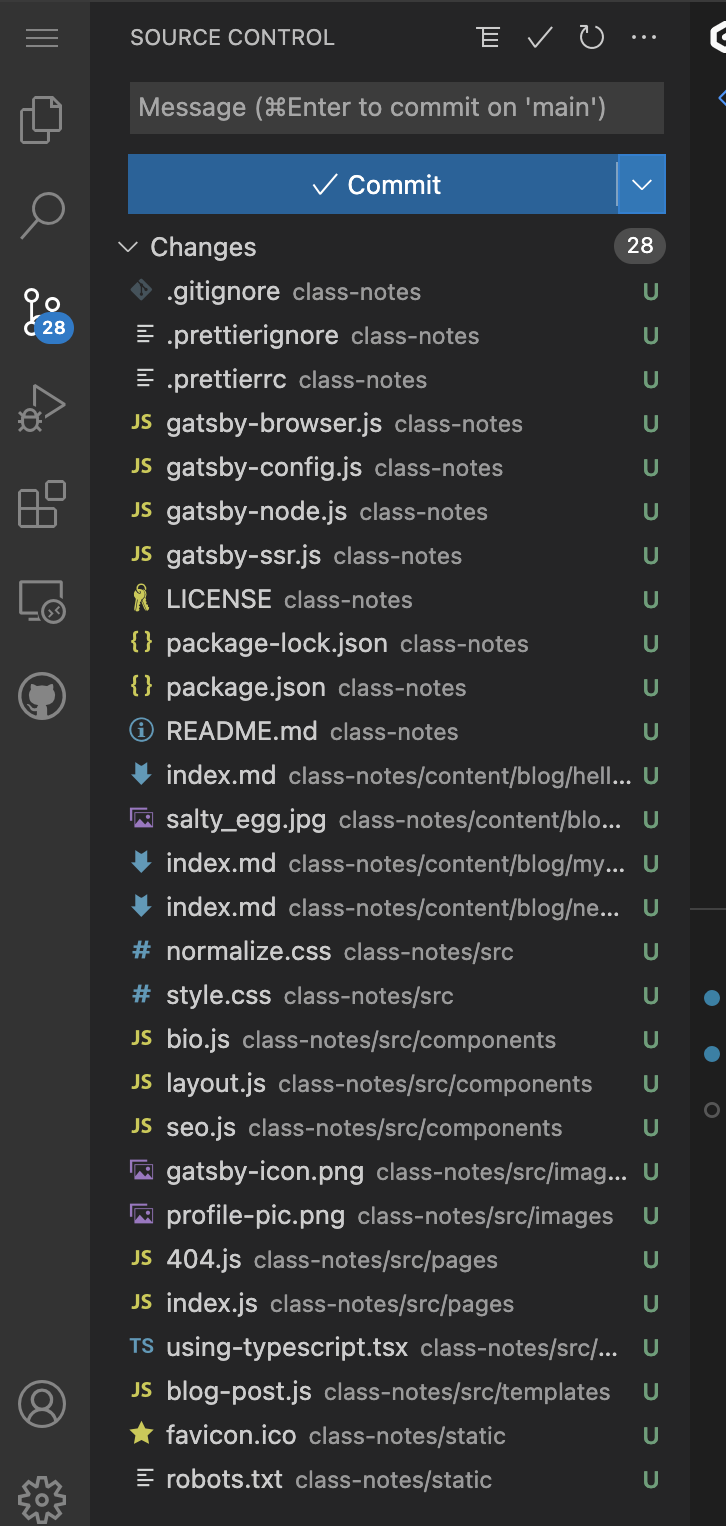 SOURCE CONTROL
Message (⌘Enter to commit on 'main')
Commit
Changes 28
28
.gitignore class-notes U
.prettierignore class-notes U
.prettierrc class-notes U
JS gatsby-browser.js class-notes U
JS gatsby-config.js class-notes U
JS gatsby-node.js class-notes U
JS gatsby-ssr.js class-notes U
LICENSE class-notes U
{} package-lock.json class-notes U
{} package.json class-notes U
README.md class-notes U
index.md class-notes/content/blog/hell... U
salty_egg.jpg class-notes/content/blo... U
index.md class-notes/content/blog/my... U
index.md class-notes/content/blog/ne... U
# normalize.css class-notes/src U
# style.css class-notes/src U
JS bio.js class-notes/src/components U
JS layout.js class-notes/src/components U
JS seo.js class-notes/src/components U
gatsby-icon.png class-notes/src/imag... U
profile-pic.png class-notes/src/images U
JS 404.js class-notes/src/pages U
JS index.js class-notes/src/pages U
TS using-typescript.tsx class-notes/src/... U
JS blog-post.js class-notes/src/templates U
favicon.ico class-notes/static U
robots.txt class-notes/static U